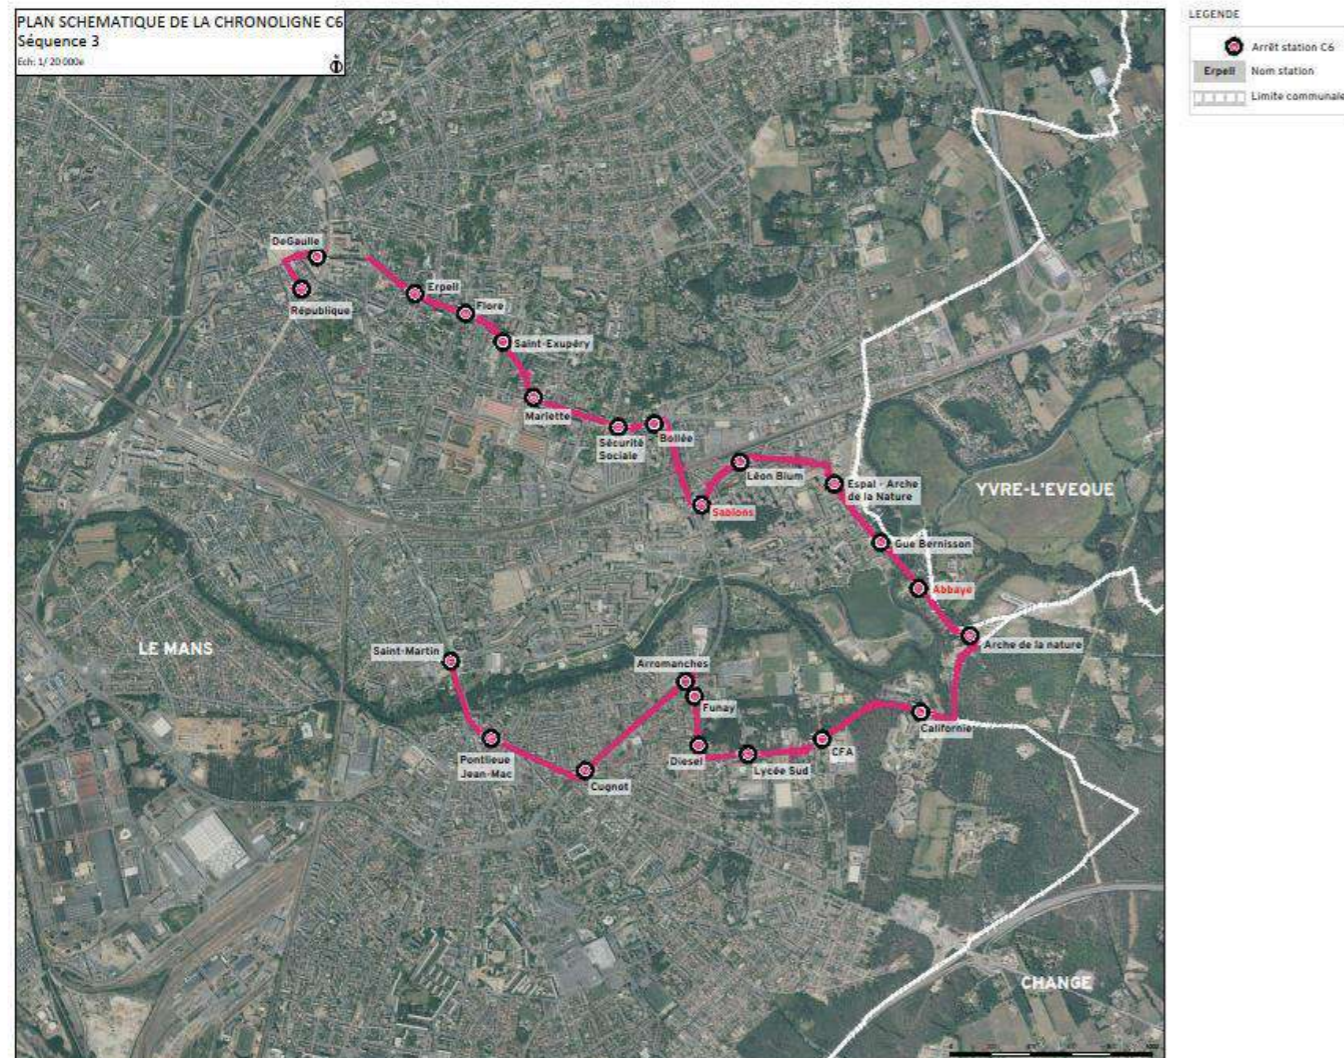 PLAN SCHEMATIQUE DE LA CHRONOLIGNE C6
Séquence 3
Ech: 1/ 20 000e
LEGENDE
Arrêt station C6
Erpell Nom station
Limite communale
DeGaulle
République
Erpell
Flore
Saint-Exupéry
Mariette
Sécurité
Sociale
Bollée
Léon Blum
Sablons
Espal - Arche
de la Nature
YVRE-L'EVEQUE
Gué Bernisson
Abbaye
Arche de la nature
LE MANS
Saint-Martin
Arromanches
Funay
Californie
Pontlieue
Jean-Mac
Cugnot
Diesel
Lycée Sud
CFA
CHANGE